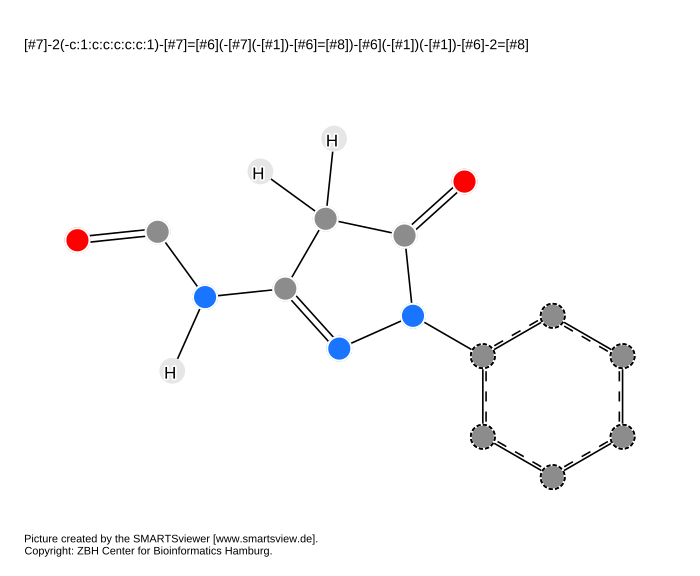 [#7]-2(-c:1:c:c:c:c:c:1)-[#7]=[#6](-[#7](-[#1])-[#6]=[#8])-[#6](-[#1])(-[#1])-[#6]-2=[#8]
H
H
H
Picture created by the SMARTSviewer [www.smartsview.de].
Copyright: ZBH Center for Bioinformatics Hamburg.